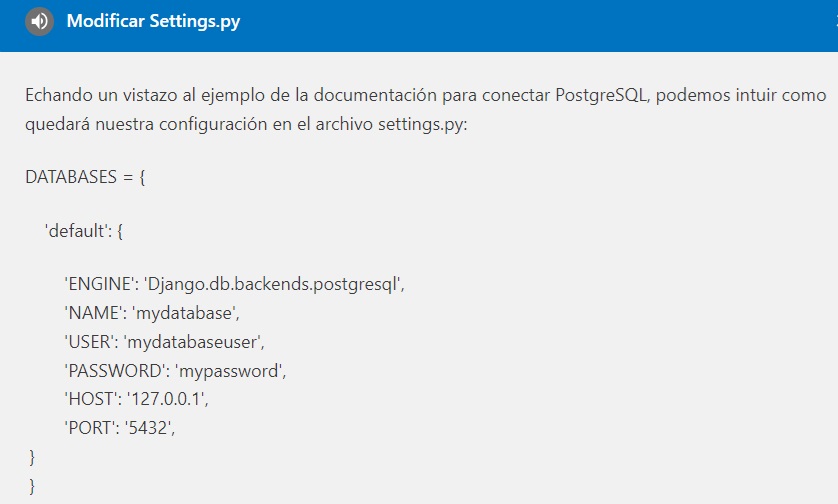 Modificar Settings.py
Echando un vistazo al ejemplo de la documentación para conectar PostgreSQL, podemos intuir como
quedará nuestra configuración en el archivo settings.py:
DATABASES = {
'default': {
'ENGINE': 'Django.db.backends.postgresql',
'NAME': 'mydatabase',
'USER': 'mydatabaseuser',
'PASSWORD': 'mypassword',
'HOST': '127.0.0.1',
'PORT': '5432',
}
}